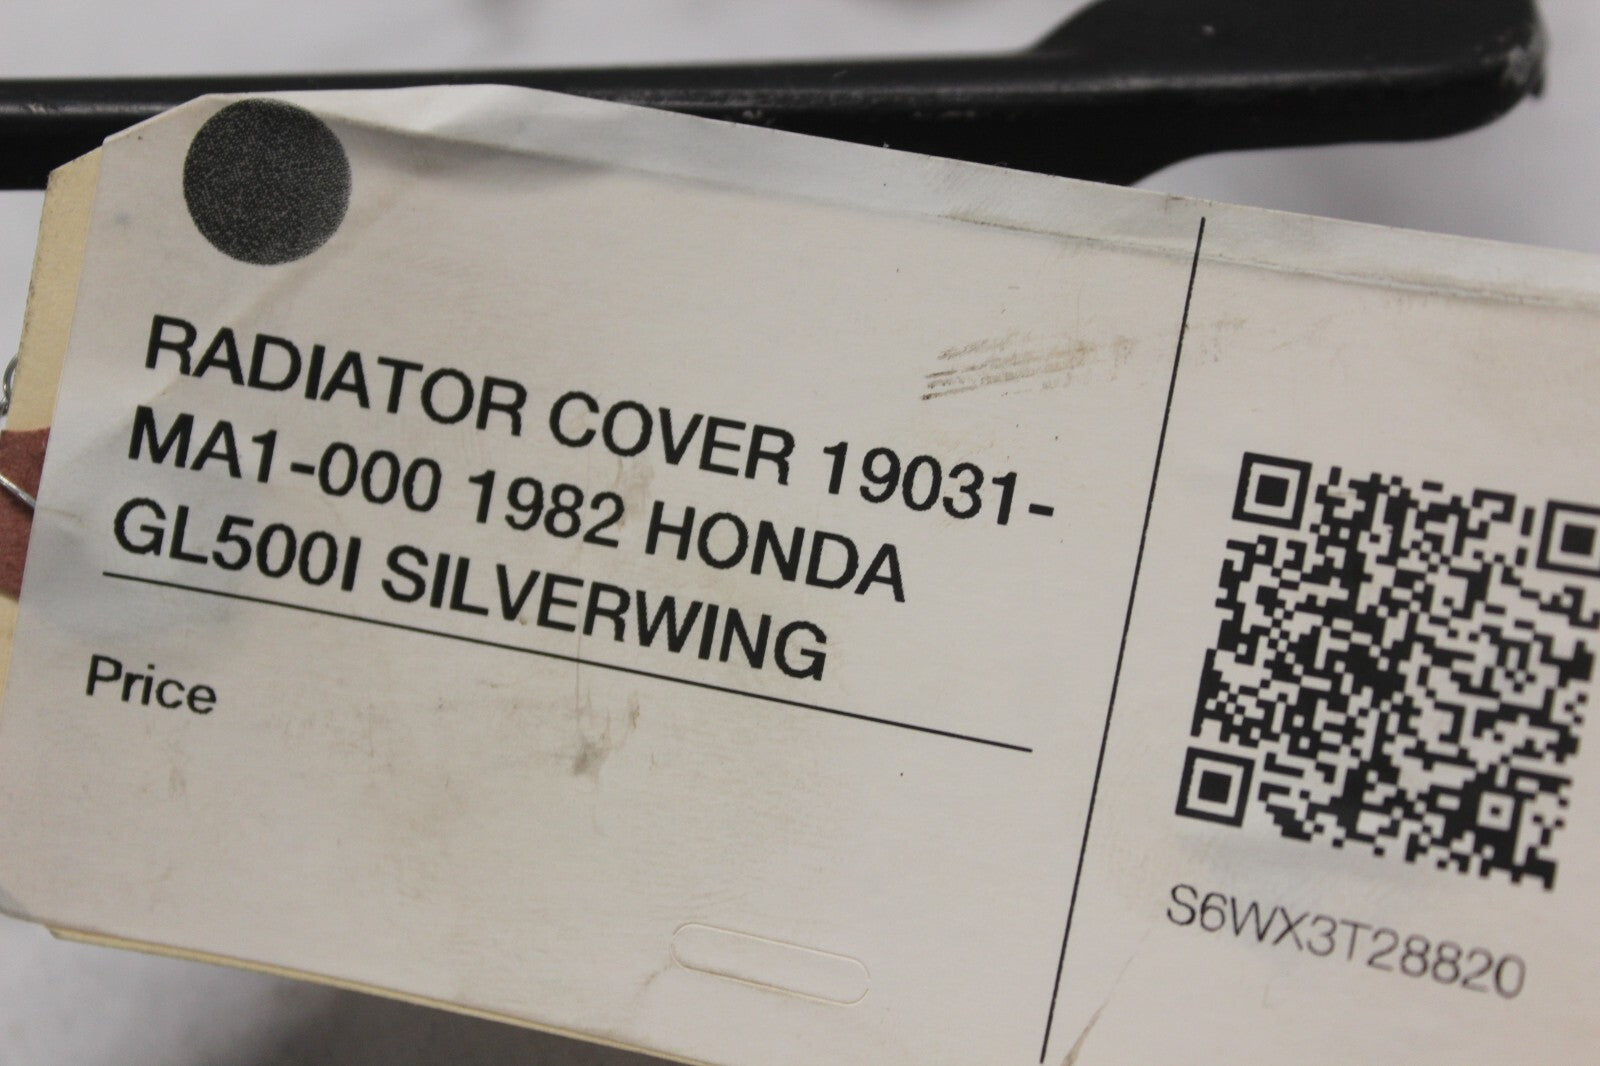 RADIATOR COVER 19031-
MA1-000 1982 HONDA
GL500I SILVERWING
Price
S6WX3T28820